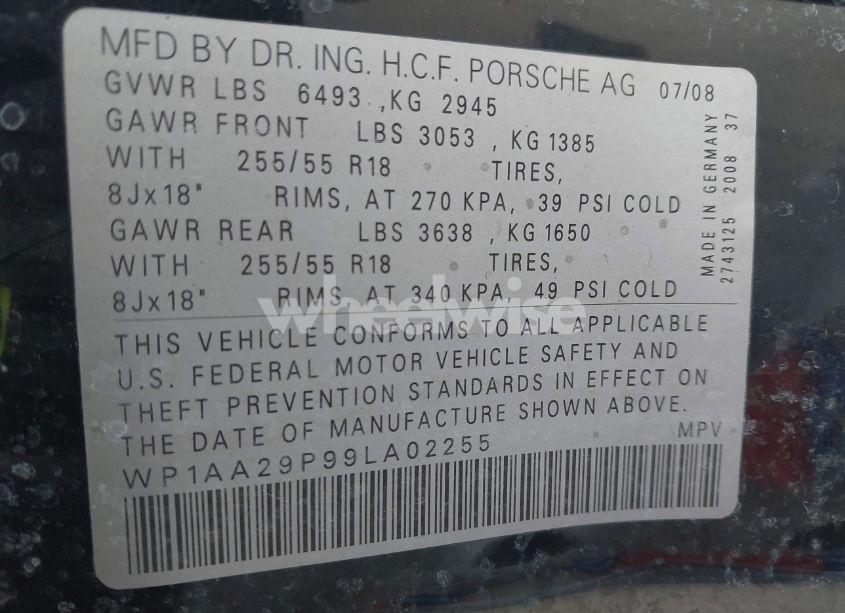 MFD BY DR. ING. H.C.F. PORSCHE AG 07/08
GVWR LBS 6493 ,KG 2945
GAWR FRONT LBS 3053 , KG 1385
WITH 255/55 R18 TIRES,
8Jx18" RIMS, AT 270 KPA, 39 PSI COLD
GAWR REAR LBS 3638 , KG 1650
WITH 255/55 R18 TIRES,
8Jx18" RIMS, AT 340 KPA, 49 PSI COLD
THIS VEHICLE CONFORMS TO ALL APPLICABLE
U.S. FEDERAL MOTOR VEHICLE SAFETY AND
THEFT PREVENTION STANDARDS IN EFFECT ON
THE DATE OF MANUFACTURE SHOWN ABOVE.
WP1AA29P99LA02255 MPV
MADE IN GERMANY
2743125 2008 37
wheelwise